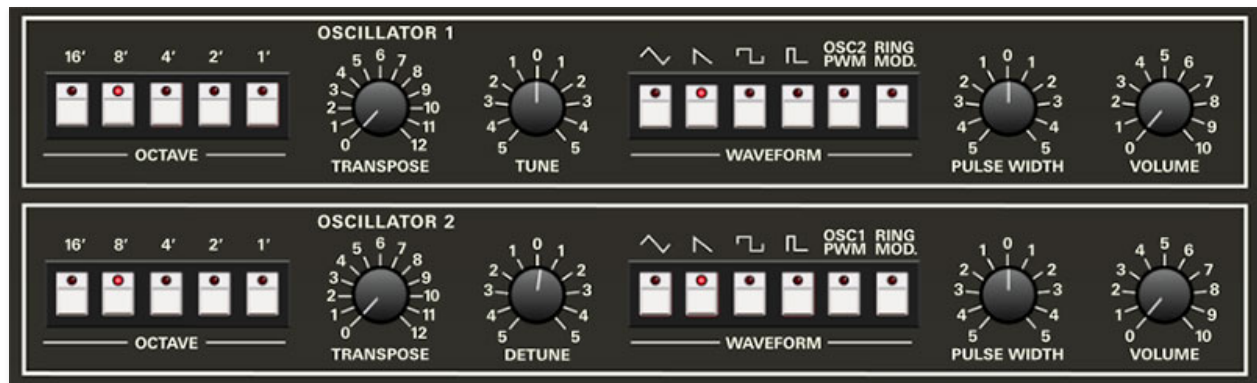 OSCILLATOR 1
16' 8' 4' 2' 1'
OCTAVE
0 1 2 3 4 5 6 7 8 9 10 11 12
TRANSPOSE
5 4 3 2 1 0 1 2 3 4 5
TUNE
OSC2 PWM
RING MOD.
WAVEFORM
5 4 3 2 1 0 1 2 3 4 5
PULSE WIDTH
0 1 2 3 4 5 6 7 8 9 10
VOLUME
OSCILLATOR 2
16' 8' 4' 2' 1'
OCTAVE
0 1 2 3 4 5 6 7 8 9 10 11 12
TRANSPOSE
5 4 3 2 1 0 1 2 3 4 5
DETUNE
OSC1 PWM
RING MOD.
WAVEFORM
5 4 3 2 1 0 1 2 3 4 5
PULSE WIDTH
0 1 2 3 4 5 6 7 8 9 10
VOLUME